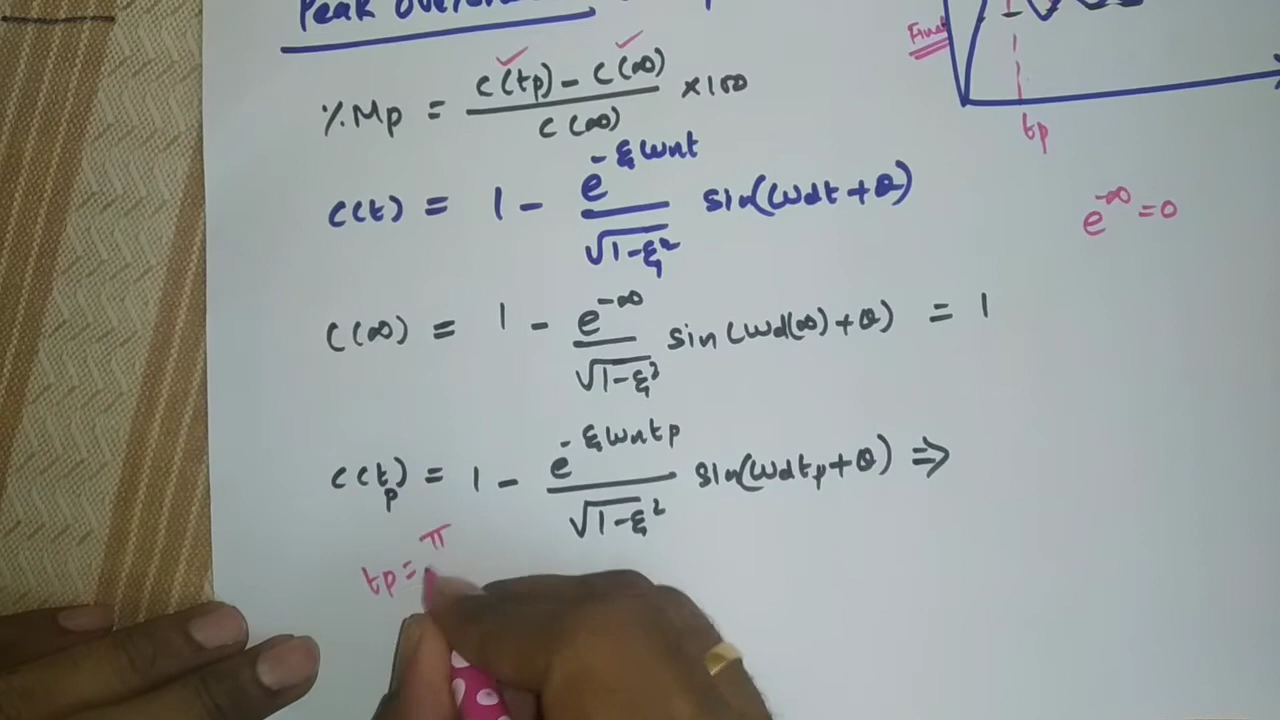 Peak
%Mp = C(tp) - C(∞) / C(∞) ×100
C(t) = 1 - e^-ξωnt / √1-ξ² sin(ωdt+θ)
C(∞) = 1 - e^-∞ / √1-ξ² sin(ωd(∞)+θ) = 1
C(tp) = 1 - e^-ξωntp / √1-ξ² sin(ωdtp+θ) ⇒
tp = π
tp
e^-∞ = 0